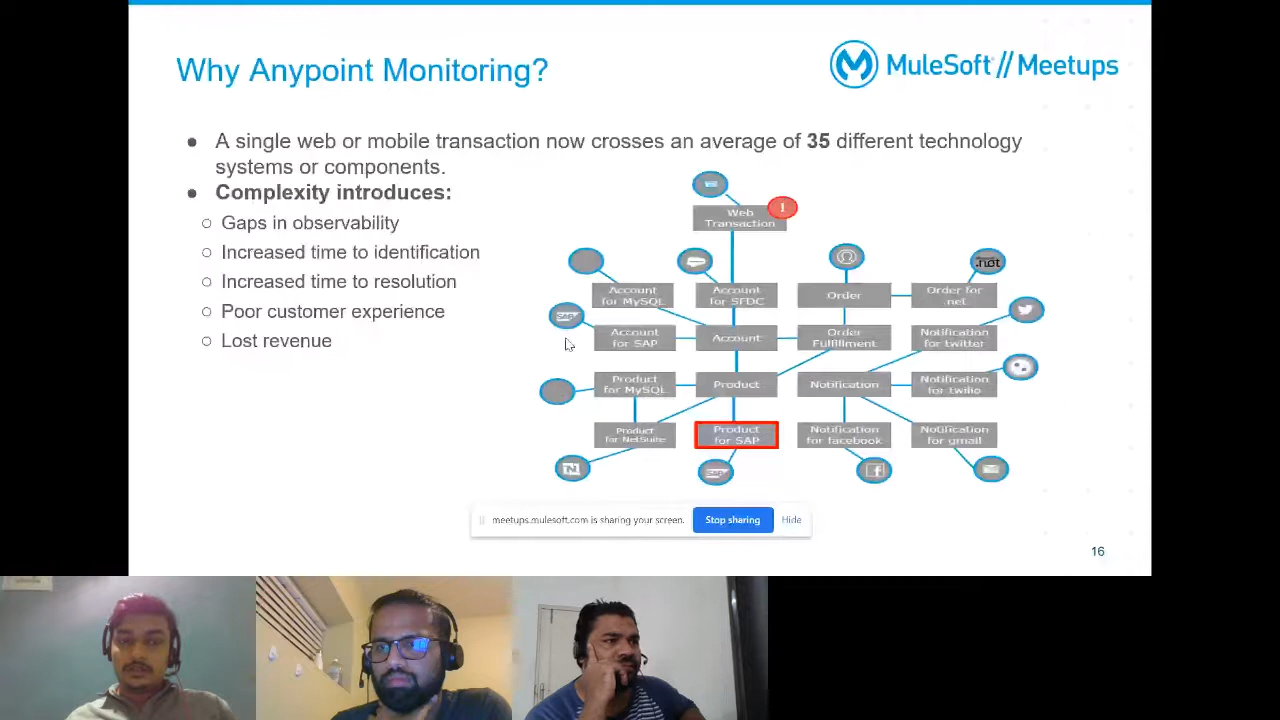 Why Anypoint Monitoring?
MuleSoft // Meetups
● A single web or mobile transaction now crosses an average of 35 different technology
systems or components.
● Complexity introduces:
○ Gaps in observability
○ Increased time to identification
○ Increased time to resolution
○ Poor customer experience
○ Lost revenue
Web
Transaction
!
.net
Account
for MySQL
Account
for SFDC
Order
Order for
.net
SAP
Account
for SAP
Account
Order
Fulfillment
Notification
for twitter
Product
for MySQL
Product
Notification
Notification
for twilio
Product
for NetSuite
Product
for SAP
Notification
for facebook
Notification
for gmail
N
SAP
f
meetups.mulesoft.com is sharing your screen.
Stop sharing
Hide
16